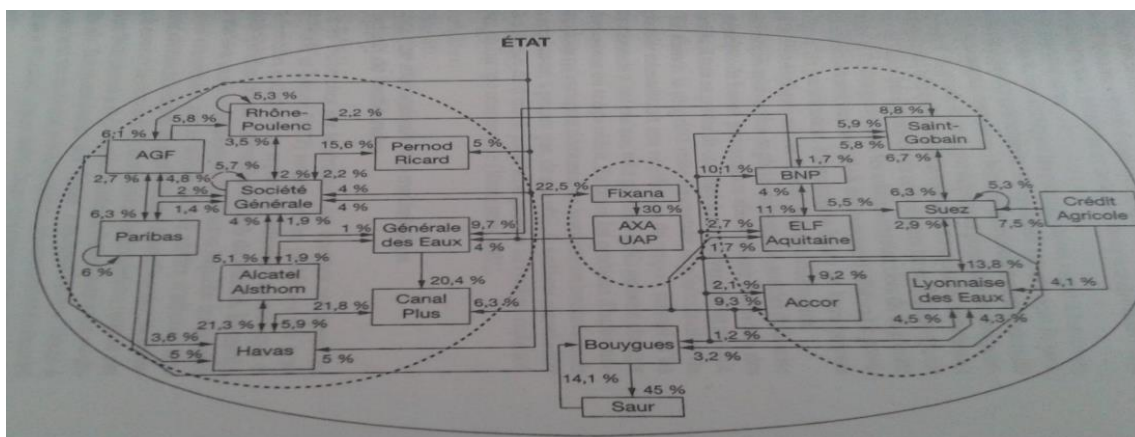 ÉTAT
5,3 %
Rhône-
Poulenc
2,2 %
8,8 %
Saint-
Gobain
6,1 %
5,8 %
5,9 %
5,8 %
AGF
3,5 %
15,6 %
Pernod
Ricard
5 %
6,7 %
5,7 %
10,1 %
1,7 %
BNP
2,7 %
4,8 %
2 %
2,2 %
2 %
Société
Générale
4 %
4 %
22,5 %
Fixana
4 %
6,3 %
5,3 %
Crédit
Agricole
1,4 %
4 %
1,9 %
30 %
11 %
5,5 %
Suez
7,5 %
6,3 %
Paribas
1 %
Générale
des Eaux
9,7 %
4 %
AXA
UAP
2,7 %
1,7 %
ELF
Aquitaine
2,9 %
6 %
5,1 %
1,9 %
Alcatel
Alsthom
20,4 %
9,2 %
13,8 %
Lyonnaise
des Eaux
4,1 %
21,8 %
Canal
Plus
6,3 %
2,1 %
9,3 %
Accor
21,3 %
5,9 %
4,5 %
4,3 %
3,6 %
5 %
Havas
5 %
Bouygues
1,2 %
3,2 %
14,1 %
45 %
Saur